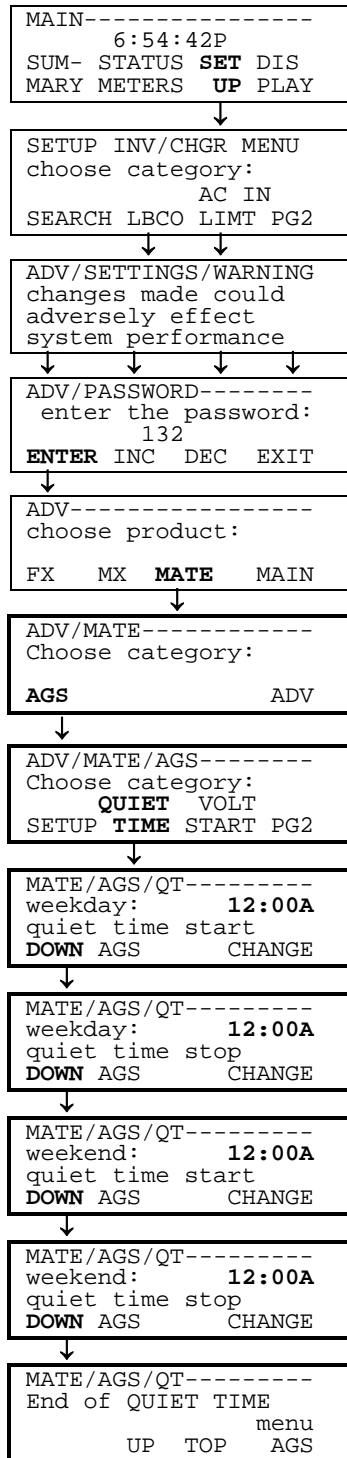 MAIN-----------------
6:54:42P
SUM- STATUS SET DIS
MARY METERS UP PLAY
SETUP INV/CHGR MENU
choose category:
AC IN
SEARCH LBCO LIMT PG2
ADV/SETTINGS/WARNING
changes made could
adversely effect
system performance
ADV/PASSWORD--------
enter the password:
132
ENTER INC DEC EXIT
ADV-----------------
choose product:
FX MX MATE MAIN
ADV/MATE------------
Choose category:
AGS ADV
ADV/MATE/AGS--------
Choose category:
QUIET VOLT
SETUP TIME START PG2
MATE/AGS/QT---------
weekday: 12:00A
quiet time start
DOWN AGS CHANGE
MATE/AGS/QT---------
weekday: 12:00A
quiet time stop
DOWN AGS CHANGE
MATE/AGS/QT---------
weekend: 12:00A
quiet time start
DOWN AGS CHANGE
MATE/AGS/QT---------
weekend: 12:00A
quiet time stop
DOWN AGS CHANGE
MATE/AGS/QT---------
End of QUIET TIME
menu
UP TOP AGS